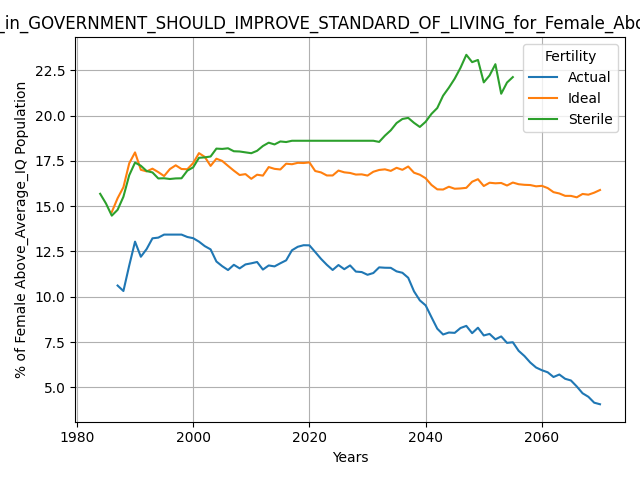 _in_GOVERNMENT_SHOULD_IMPROVE_STANDARD_OF_LIVING_for_Female_Abo
Fertility
Actual
Ideal
Sterile
% of Female Above_Average_IQ Population
22.5
20.0
17.5
15.0
12.5
10.0
7.5
5.0
1980 2000 2020 2040 2060
Years